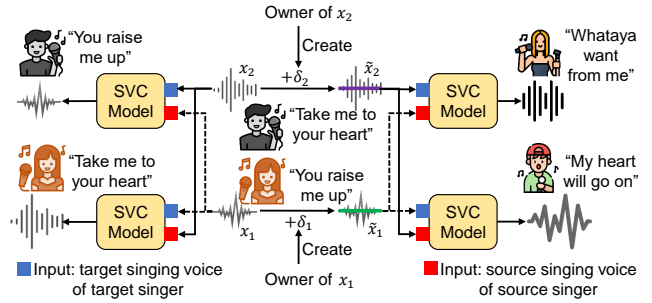 Owner of x₂
“You raise
me up”
Create
x₂
+δ₂
x̃₂
“Whataya
want
from me”
SVC
Model
SVC
Model
“Take me to
your heart”
“Take me to
your heart”
“You raise
me up”
“My heart
will go on”
SVC
Model
x₁
+δ₁
x̃₁
SVC
Model
Create
Owner of x₁
Input: target singing voice
of target singer
Input: source singing voice
of source singer